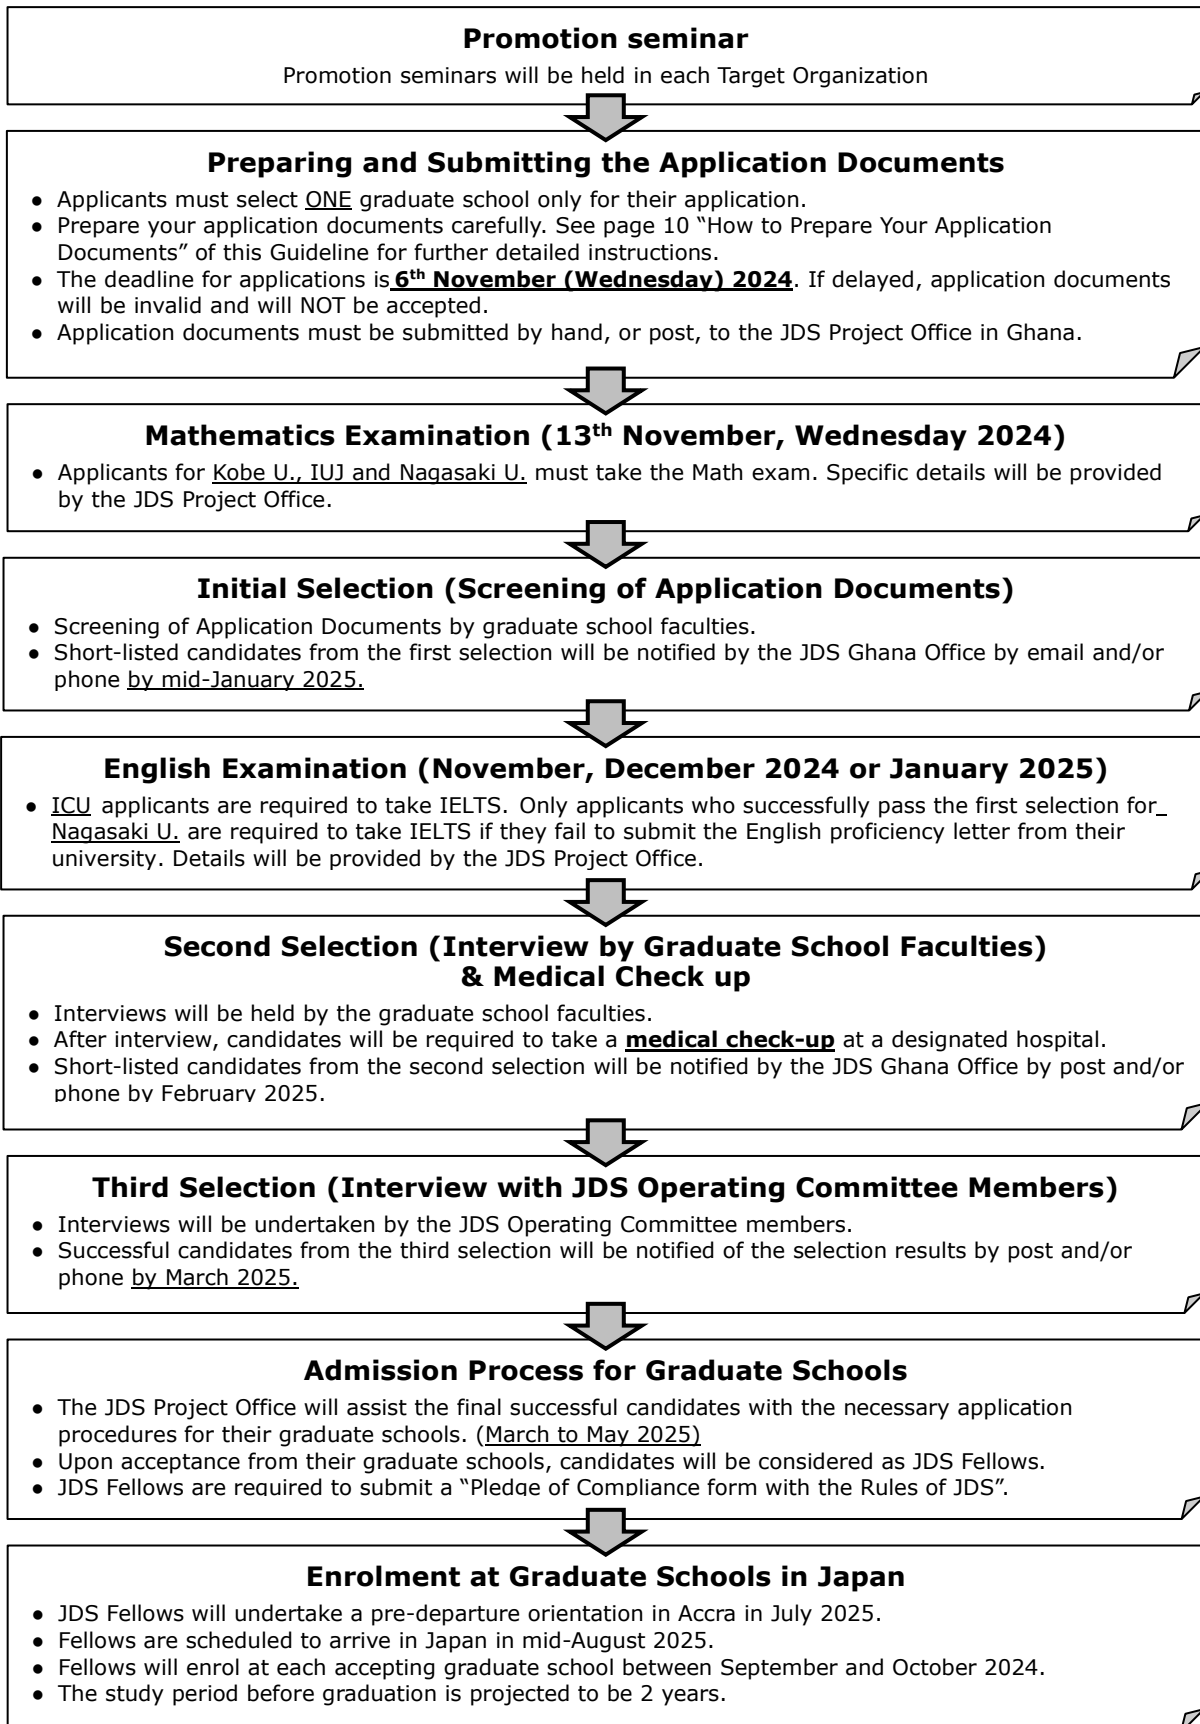 Promotion seminar
Promotion seminars will be held in each Target Organization
Preparing and Submitting the Application Documents
● Applicants must select ONE graduate school only for their application.
● Prepare your application documents carefully. See page 10 “How to Prepare Your Application
Documents” of this Guideline for further detailed instructions.
● The deadline for applications is 6th November (Wednesday) 2024. If delayed, application documents
will be invalid and will NOT be accepted.
● Application documents must be submitted by hand, or post, to the JDS Project Office in Ghana.
Mathematics Examination (13th November, Wednesday 2024)
● Applicants for Kobe U., IUJ and Nagasaki U. must take the Math exam. Specific details will be provided
by the JDS Project Office.
Initial Selection (Screening of Application Documents)
● Screening of Application Documents by graduate school faculties.
● Short-listed candidates from the first selection will be notified by the JDS Ghana Office by email and/or
phone by mid-January 2025.
English Examination (November, December 2024 or January 2025)
● ICU applicants are required to take IELTS. Only applicants who successfully pass the first selection for
Nagasaki U. are required to take IELTS if they fail to submit the English proficiency letter from their
university. Details will be provided by the JDS Project Office.
Second Selection (Interview by Graduate School Faculties)
& Medical Check up
● Interviews will be held by the graduate school faculties.
● After interview, candidates will be required to take a medical check-up at a designated hospital.
● Short-listed candidates from the second selection will be notified by the JDS Ghana Office by post and/or
phone by February 2025.
Third Selection (Interview with JDS Operating Committee Members)
● Interviews will be undertaken by the JDS Operating Committee members.
● Successful candidates from the third selection will be notified of the selection results by post and/or
phone by March 2025.
Admission Process for Graduate Schools
● The JDS Project Office will assist the final successful candidates with the necessary application
procedures for their graduate schools. (March to May 2025)
● Upon acceptance from their graduate schools, candidates will be considered as JDS Fellows.
● JDS Fellows are required to submit a “Pledge of Compliance form with the Rules of JDS”.
Enrolment at Graduate Schools in Japan
● JDS Fellows will undertake a pre-departure orientation in Accra in July 2025.
● Fellows are scheduled to arrive in Japan in mid-August 2025.
● Fellows will enrol at each accepting graduate school between September and October 2024.
● The study period before graduation is projected to be 2 years.